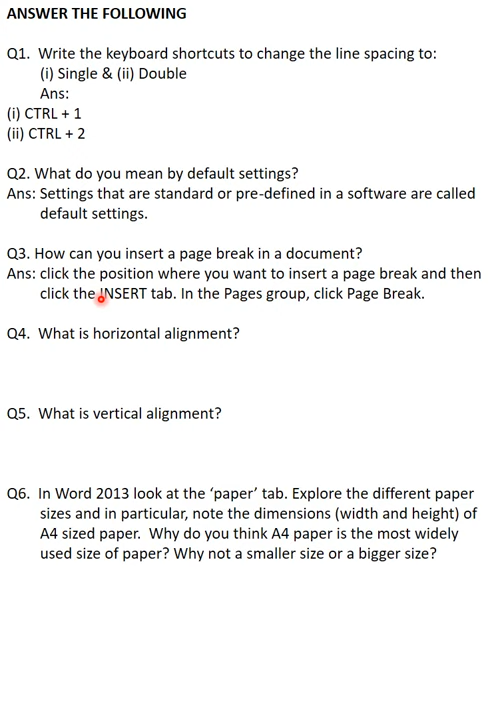 ANSWER THE FOLLOWING
Q1. Write the keyboard shortcuts to change the line spacing to:
(i) Single & (ii) Double
Ans:
(i) CTRL + 1
(ii) CTRL + 2
Q2. What do you mean by default settings?
Ans: Settings that are standard or pre-defined in a software are called
default settings.
Q3. How can you insert a page break in a document?
Ans: click the position where you want to insert a page break and then
click the INSERT tab. In the Pages group, click Page Break.
Q4. What is horizontal alignment?
Q5. What is vertical alignment?
Q6. In Word 2013 look at the ‘paper’ tab. Explore the different paper
sizes and in particular, note the dimensions (width and height) of
A4 sized paper. Why do you think A4 paper is the most widely
used size of paper? Why not a smaller size or a bigger size?